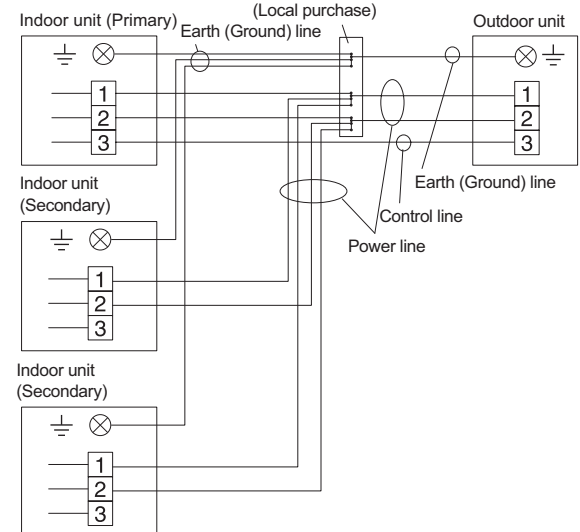 Indoor unit (Primary)
(Local purchase)
Earth (Ground) line
Outdoor unit
1
2
3
1
2
3
Earth (Ground) line
Control line
Power line
Indoor unit
(Secondary)
1
2
3
Indoor unit
(Secondary)
1
2
3